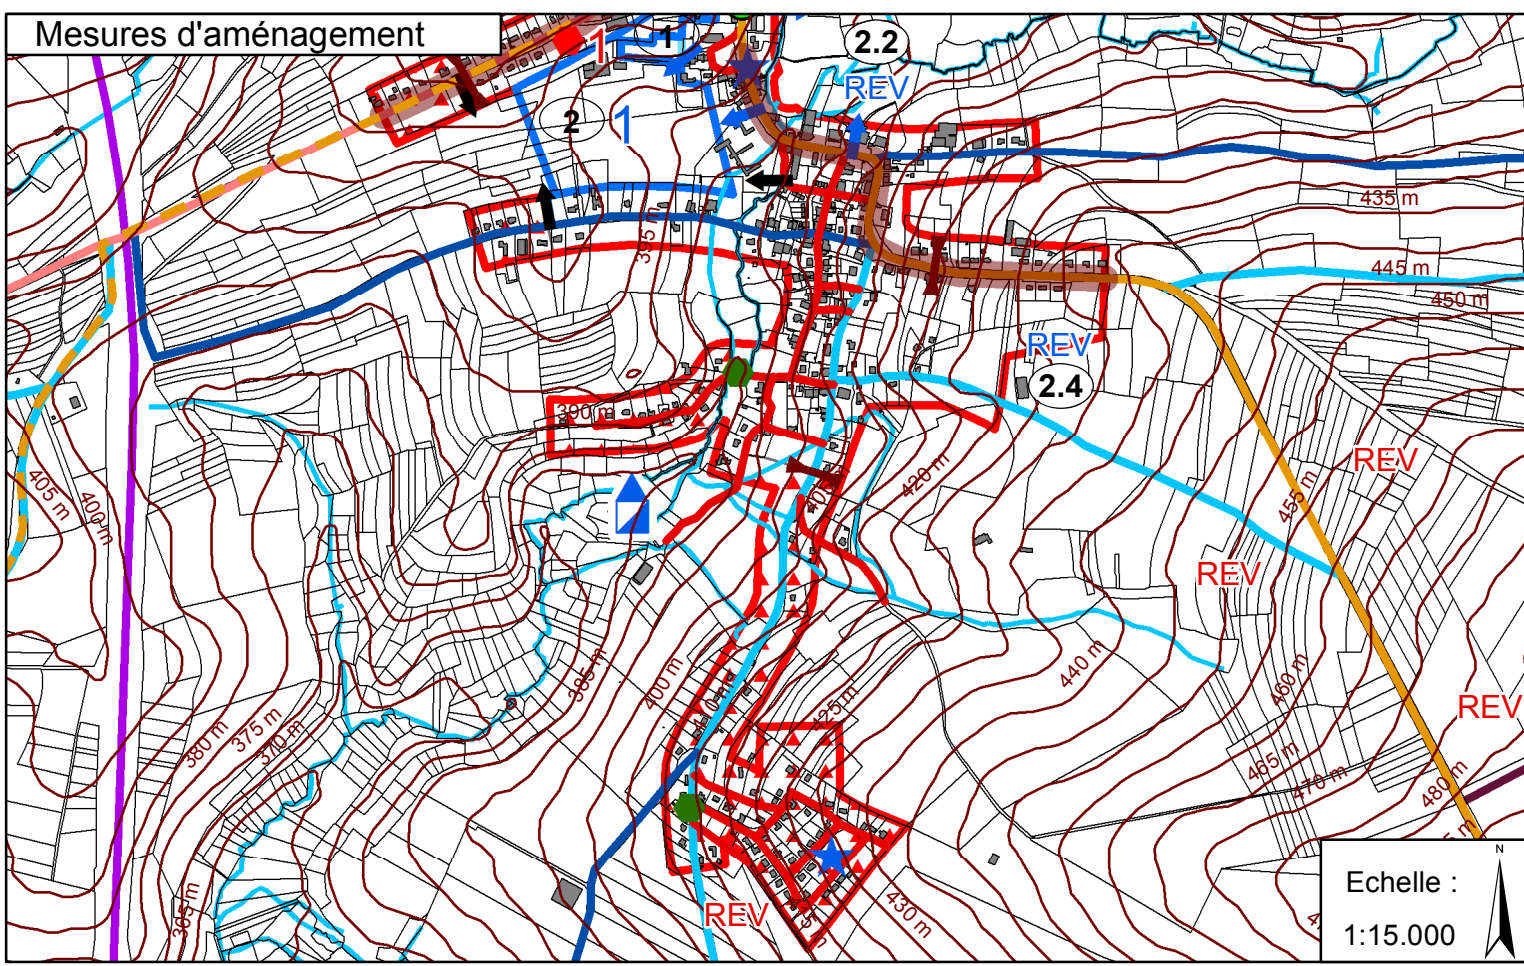 Mesures d'aménagement
1
1
2.2
REV
2
1
435 m
395 m
445 m
450 m
REV
2.4
390 m
REV
405 m
400 m
420 m
455 m
REV
385 m
400 m
440 m
460 m
425 m
REV
380 m
375 m
370 m
465 m
470 m
480 m
365 m
REV
430 m
N
Echelle :
1:15.000